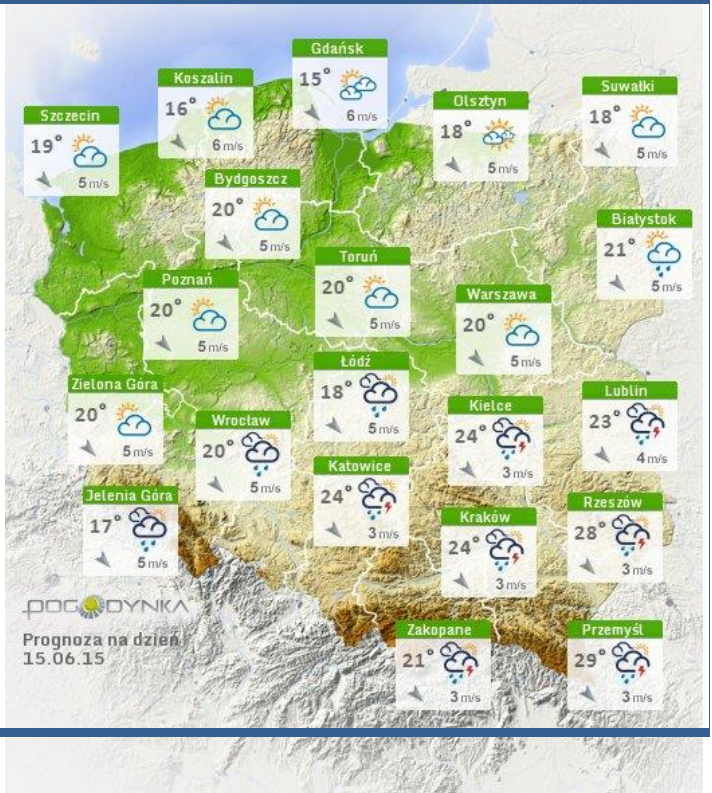 Gdańsk
15°
6 m/s
Koszalin
16°
6 m/s
Suwałki
18°
5 m/s
Olsztyn
18°
5 m/s
Szczecin
19°
5 m/s
Bydgoszcz
20°
5 m/s
Białystok
21°
5 m/s
Toruń
20°
5 m/s
Poznań
20°
5 m/s
Warszawa
20°
5 m/s
Łódź
18°
5 m/s
Zielona Góra
20°
5 m/s
Lublin
23°
4 m/s
Kielce
24°
3 m/s
Wrocław
20°
5 m/s
Katowice
24°
3 m/s
Jelenia Góra
17°
5 m/s
Rzeszów
28°
3 m/s
Kraków
24°
3 m/s
POGODYNKA
Prognoza na dzień
15.06.15
Zakopane
21°
3 m/s
Przemyśl
29°
3 m/s